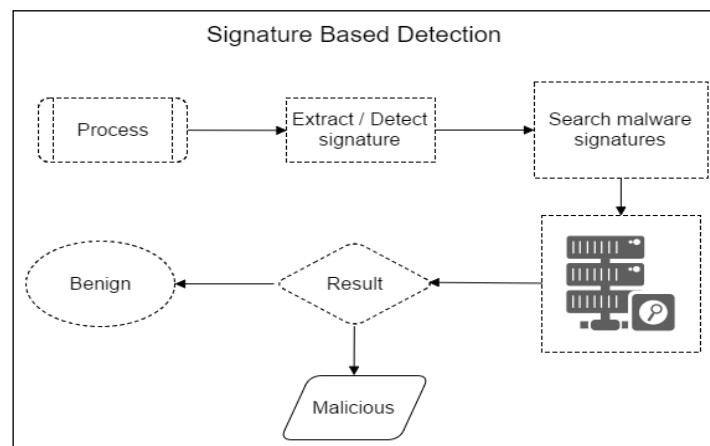 Signature Based Detection
Process
Extract / Detect
signature
Search malware
signatures
Benign
Result
Malicious